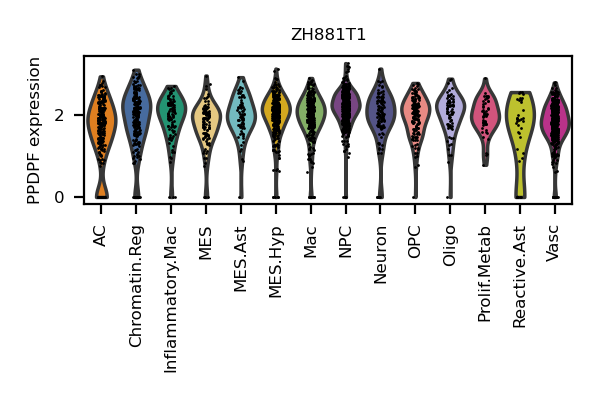 ZH881T1
PPDPF expression
2
0
AC
Chromatin.Reg
Inflammatory.Mac
MES
MES.Ast
MES.Hyp
Mac
NPC
Neuron
OPC
Oligo
Prolif.Metab
Reactive.Ast
Vasc